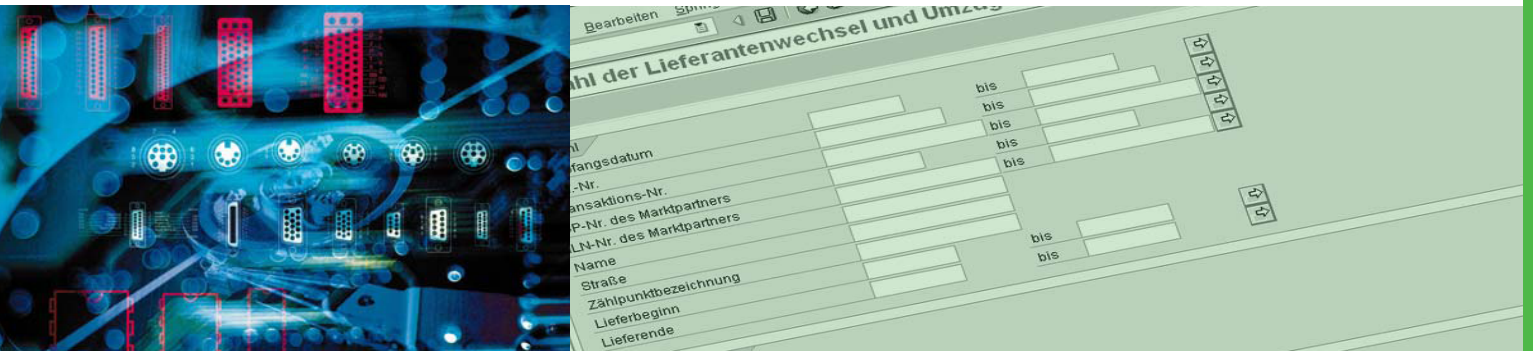 Bearbeiten
hl der Lieferantenwechsel und Umzug
fangsdatum bis
.-Nr. bis
ansaktions-Nr. bis
P-Nr. des Marktpartners bis
LN-Nr. des Marktpartners bis
Name
Straße
Zählpunktbezeichnung
Lieferbeginn bis
Lieferende bis